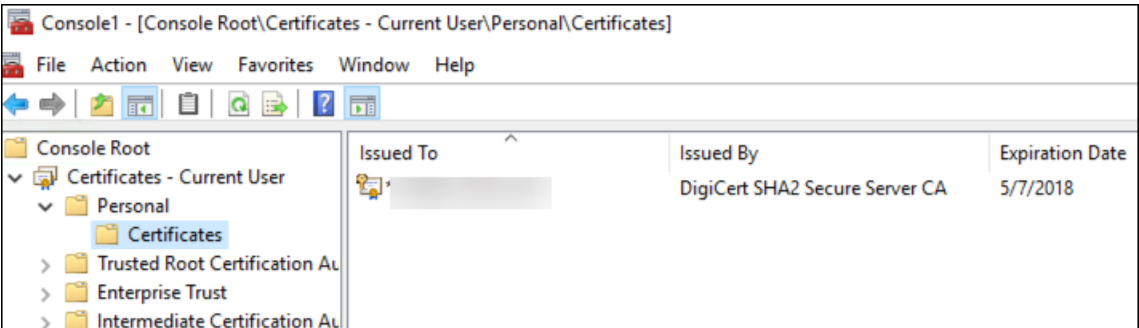 Console1 - [Console Root\Certificates - Current User\Personal\Certificates]
File Action View Favorites Window Help
Console Root
Certificates - Current User
Personal
Certificates
Trusted Root Certification Au
Enterprise Trust
Intermediate Certification Au
Issued To Issued By Expiration Date
* DigiCert SHA2 Secure Server CA 5/7/2018